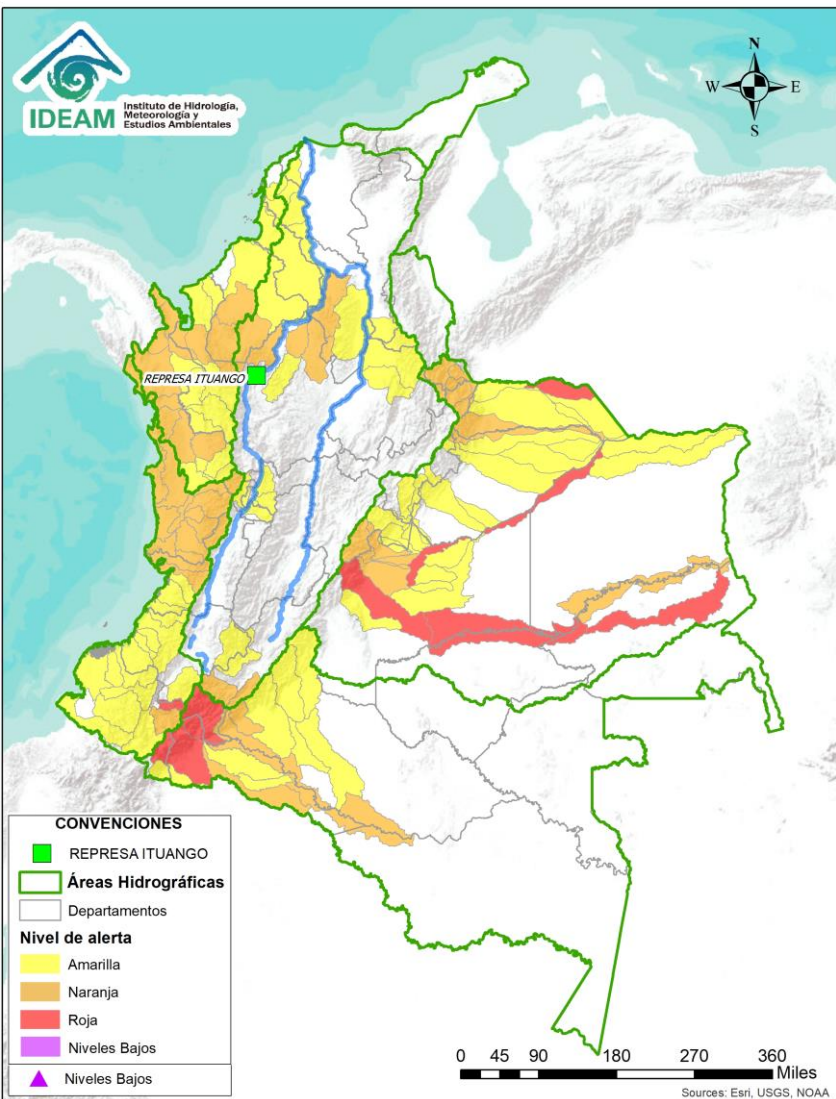 IDEAM
Instituto de Hidrología,
Meteorología y
Estudios Ambientales
N
W
E
S
REPRESA ITUANGO
CONVENCIONES
REPRESA ITUANGO
Áreas Hidrográficas
Departamentos
Nivel de alerta
Amarilla
Naranja
Roja
Niveles Bajos
Niveles Bajos
0 45 90 180 270 360
Miles
Sources: Esri, USGS, NOAA